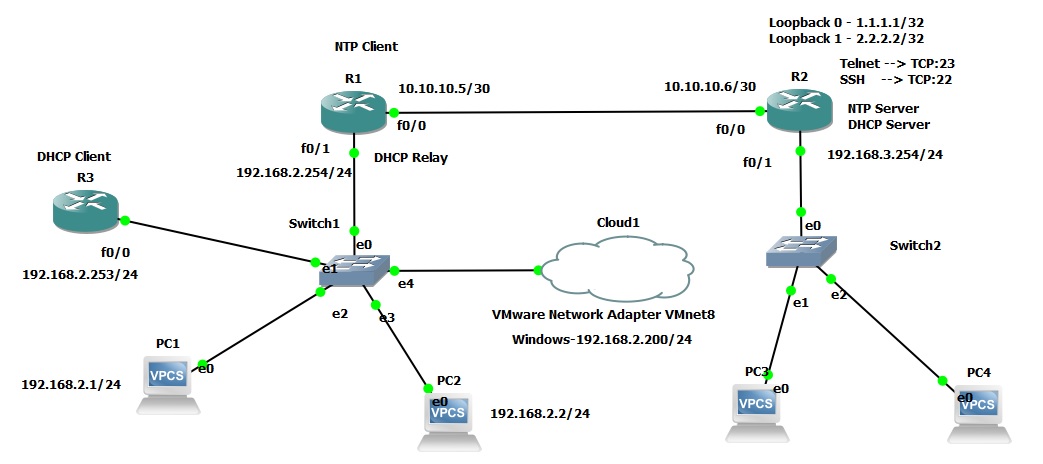 Loopback 0 - 1.1.1.1/32
Loopback 1 - 2.2.2.2/32
NTP Client
Telnet --> TCP:23
SSH --> TCP:22
R1
R2
10.10.10.5/30
10.10.10.6/30
NTP Server
DHCP Server
f0/0
f0/0
f0/1
DHCP Relay
f0/1
192.168.3.254/24
DHCP Client
192.168.2.254/24
R3
Switch1
Cloud1
e0
e0
Switch2
f0/0
192.168.2.253/24
e1
e4
e2
e3
e1
e2
VMware Network Adapter VMnet8
Windows-192.168.2.200/24
PC1
VPCS
e0
192.168.2.1/24
PC2
e0
VPCS
192.168.2.2/24
PC3
e0
VPCS
PC4
e0
VPCS